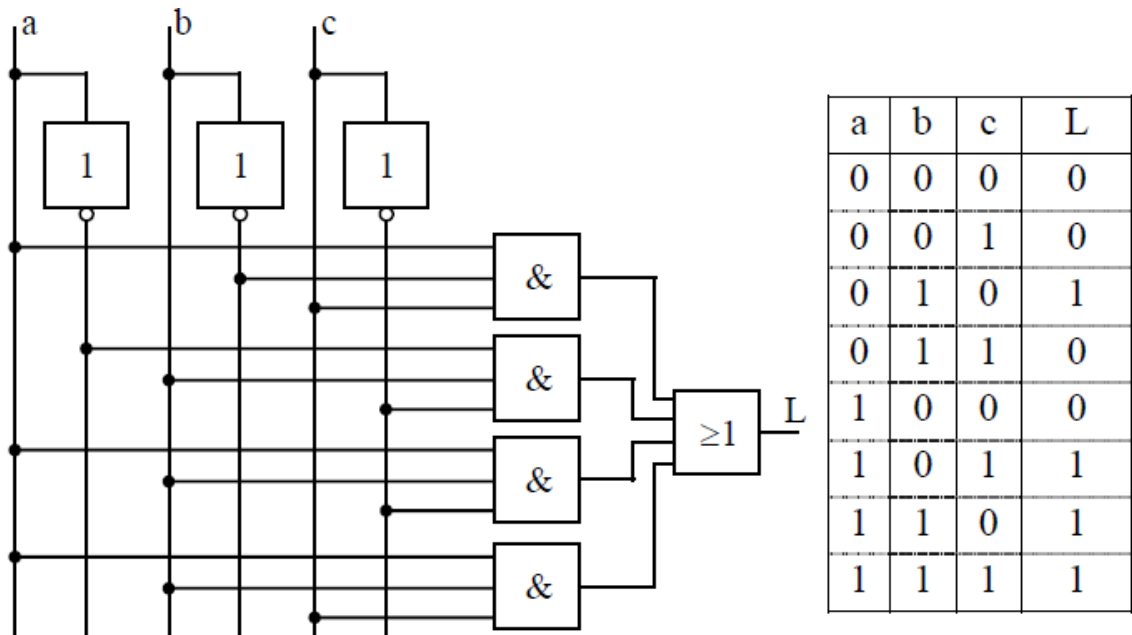 a b c
1 1 1
&
&
&
&
≥1
L
a b c L
0 0 0 0
0 0 1 0
0 1 0 1
0 1 1 0
1 0 0 0
1 0 1 1
1 1 0 1
1 1 1 1